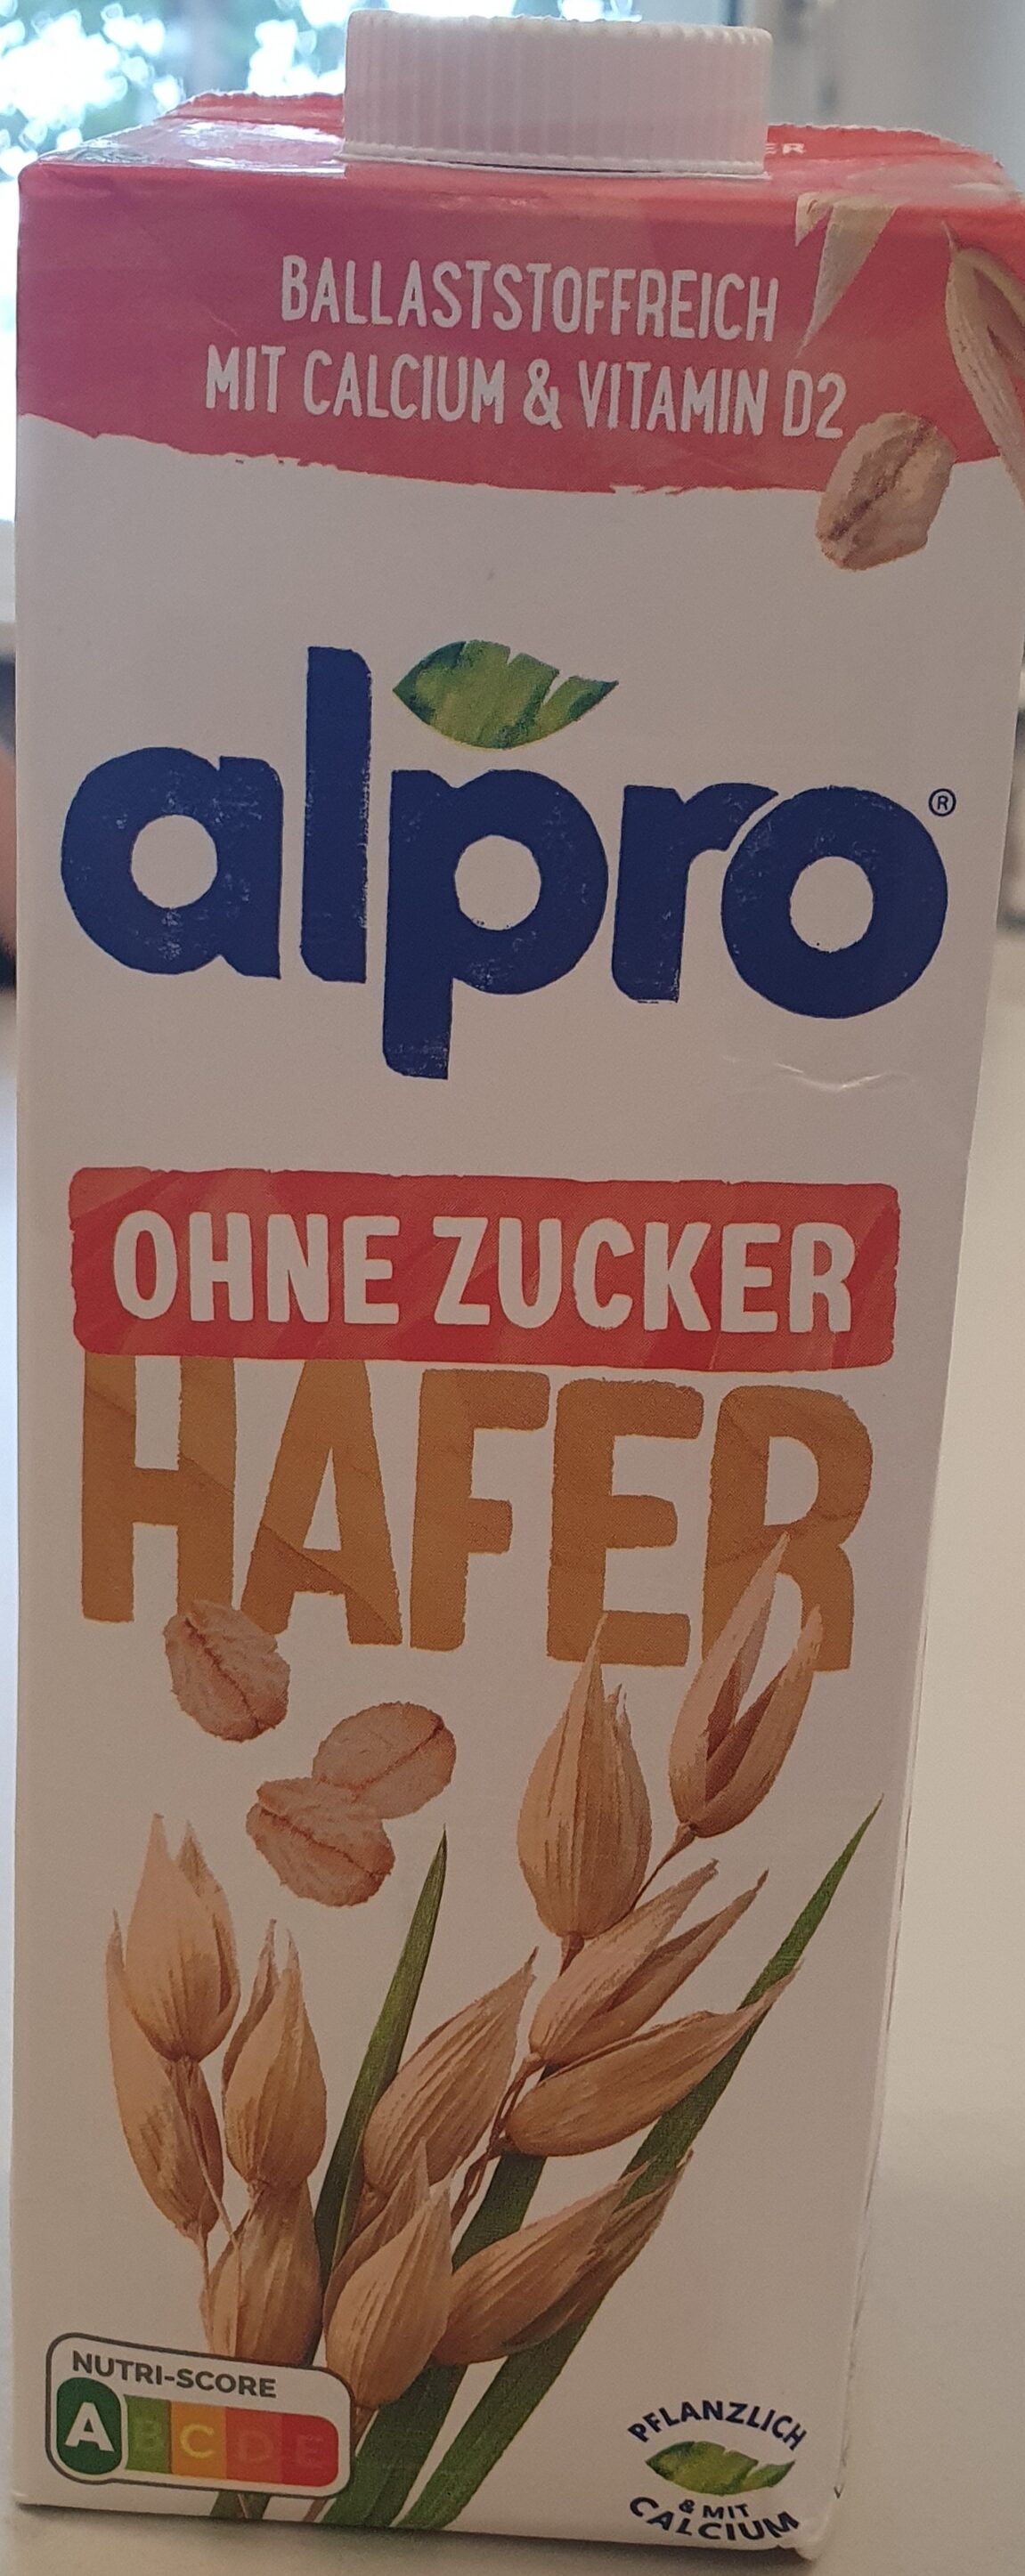 BALLASTSTOFFREICH
MIT CALCIUM & VITAMIN D2
alpro®
OHNE ZUCKER
HAFER
NUTRI-SCORE
A B C D E
PFLANZLICH
& MIT
CALCIUM